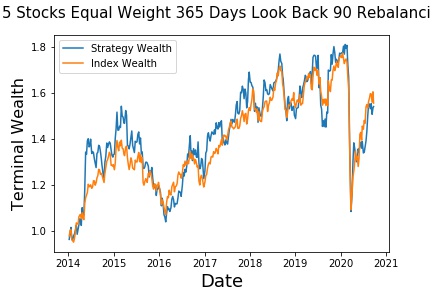 5 Stocks Equal Weight 365 Days Look Back 90 Rebalanci
Strategy Wealth
Index Wealth
Terminal Wealth
1.8
1.6
1.4
1.2
1.0
2014 2015 2016 2017 2018 2019 2020 2021
Date